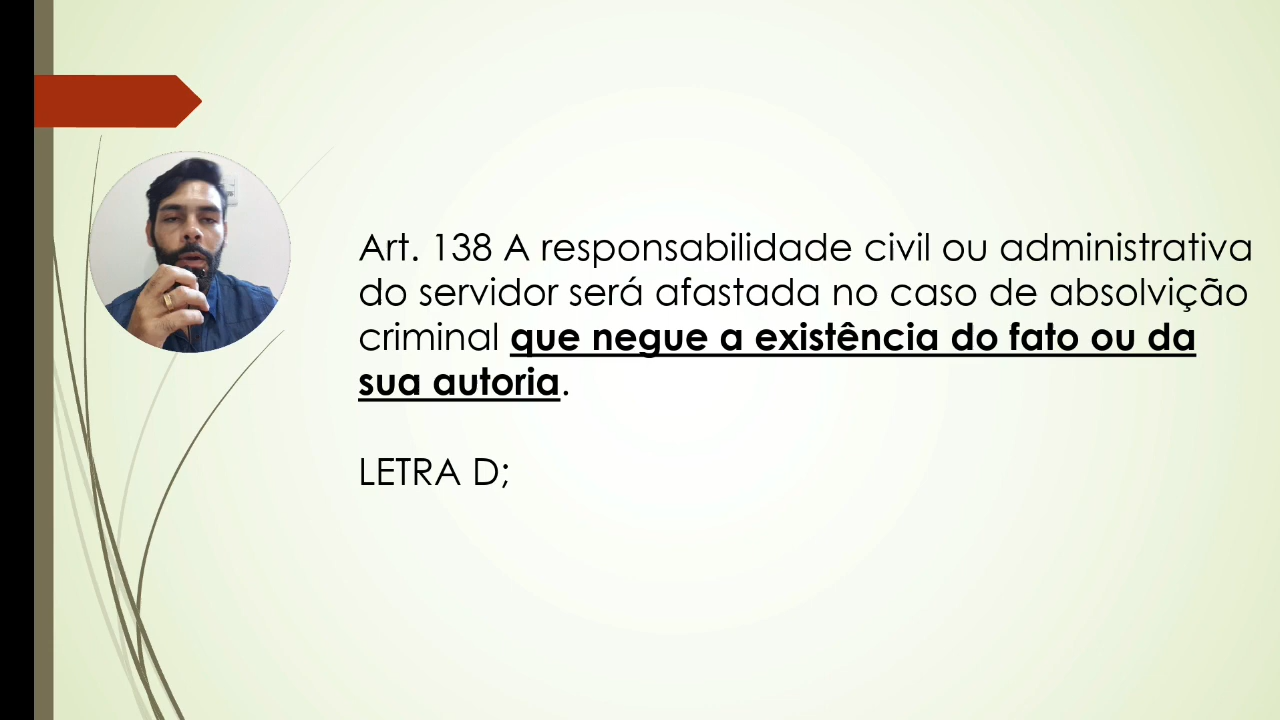 Art. 138 A responsabilidade civil ou administrativa
do servidor será afastada no caso de absolvição
criminal que negue a existência do fato ou da
sua autoria.
LETRA D;